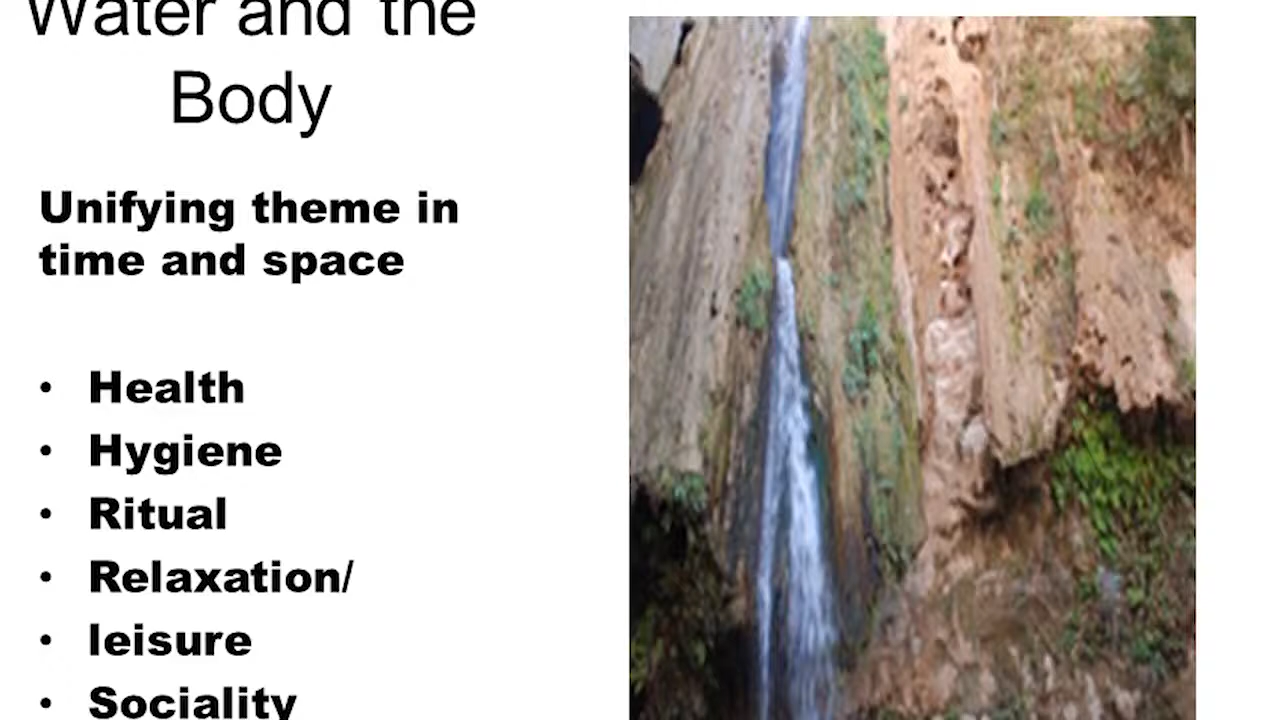 Water and the
Body
Unifying theme in
time and space
• Health
• Hygiene
• Ritual
• Relaxation/
• leisure
• Sociality